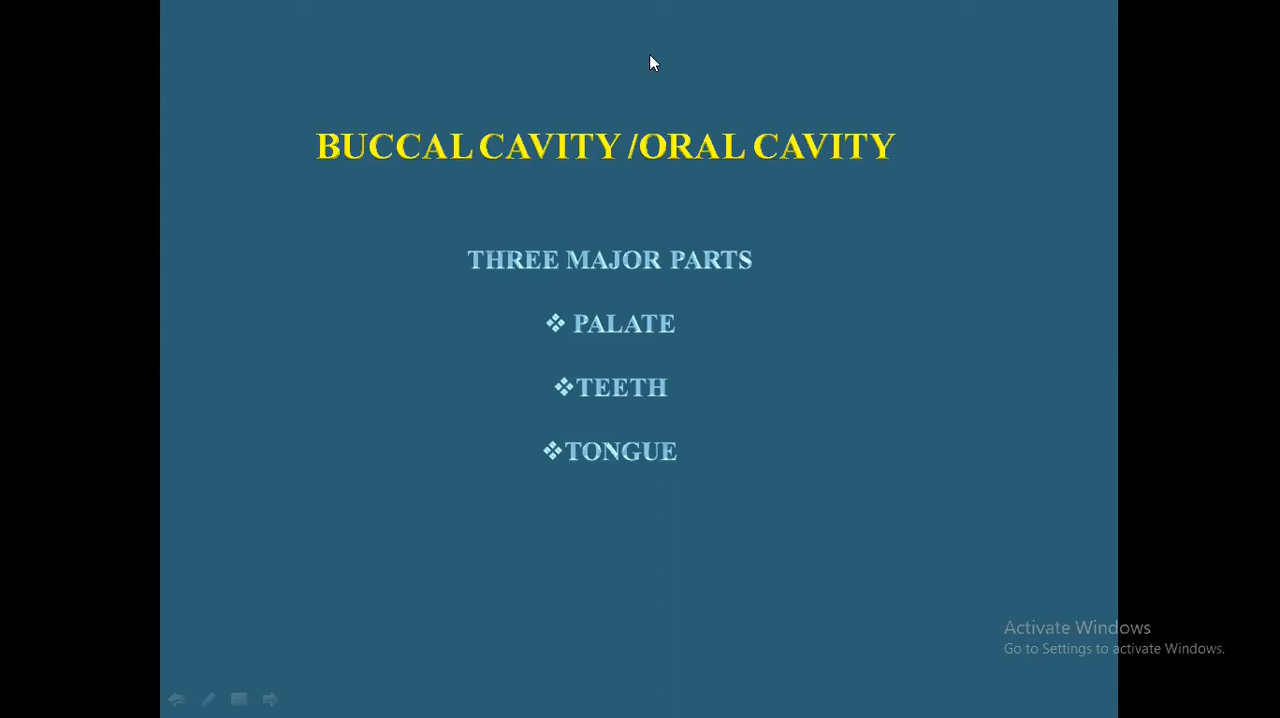 BUCCAL CAVITY /ORAL CAVITY
THREE MAJOR PARTS
❖ PALATE
❖TEETH
❖TONGUE
Activate Windows
Go to Settings to activate Windows.